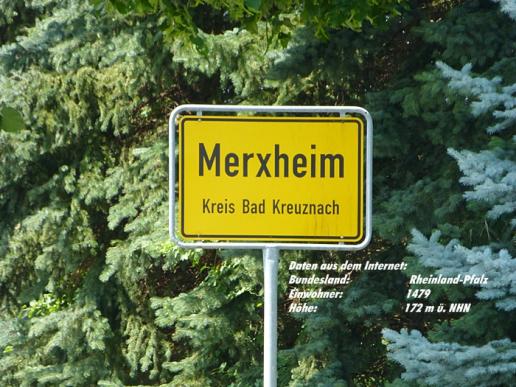 Merxheim
Kreis Bad Kreuznach
Daten aus dem Internet:
Bundesland: Rheinland-Pfalz
Einwohner: 1479
Höhe: 172 m ü. NHN